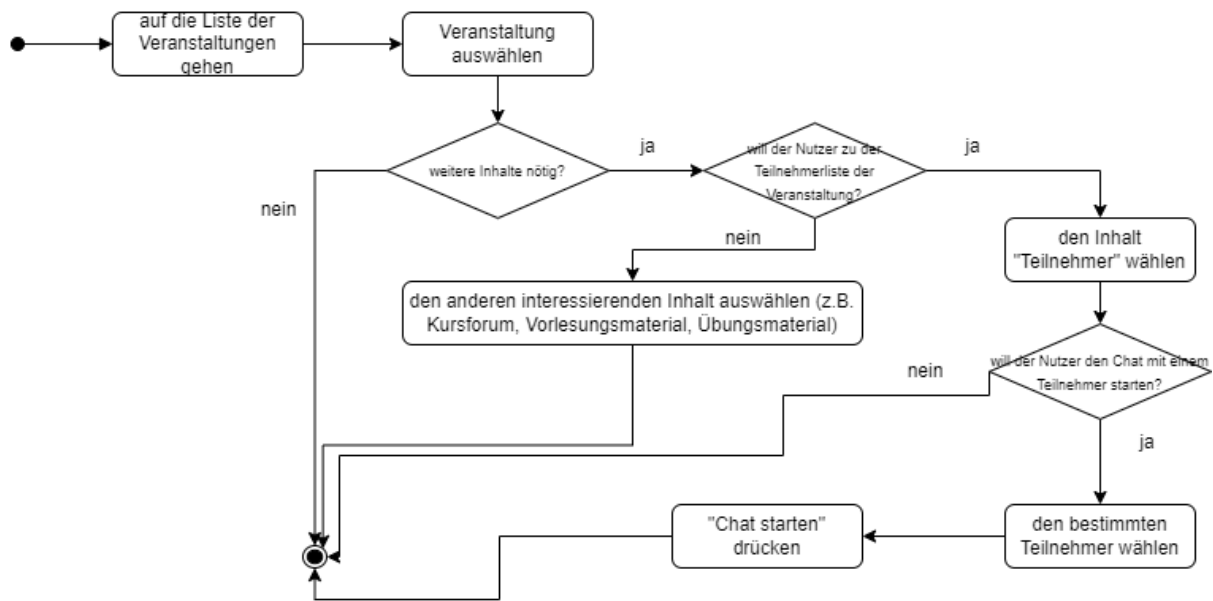 auf die Liste der
Veranstaltungen
gehen
Veranstaltung
auswählen
weitere Inhalte nötig?
ja
will der Nutzer zu der
Teilnehmerliste der
Veranstaltung?
ja
nein
nein
den Inhalt
"Teilnehmer" wählen
den anderen interessierenden Inhalt auswählen (z.B.
Kursforum, Vorlesungsmaterial, Übungsmaterial)
will der Nutzer den Chat mit einem
Teilnehmer starten?
nein
ja
"Chat starten"
drücken
den bestimmten
Teilnehmer wählen